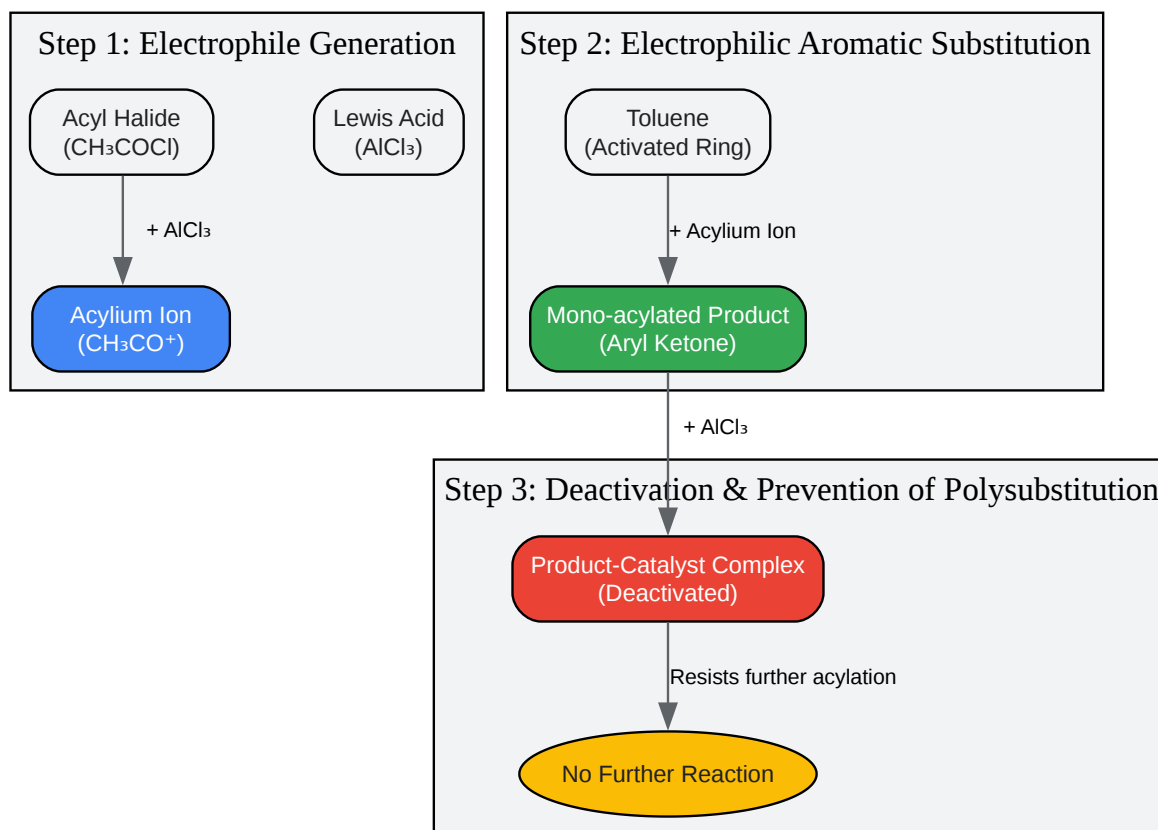 Step 1: Electrophile Generation
Acyl Halide
(CH₃COCl)
Lewis Acid
(AlCl₃)
+ AlCl₃
Acylium Ion
(CH₃CO⁺)
Step 2: Electrophilic Aromatic Substitution
Toluene
(Activated Ring)
+ Acylium Ion
Mono-acylated Product
(Aryl Ketone)
+ AlCl₃
Step 3: Deactivation & Prevention of Polysubstitution
Product-Catalyst Complex
(Deactivated)
Resists further acylation
No Further Reaction